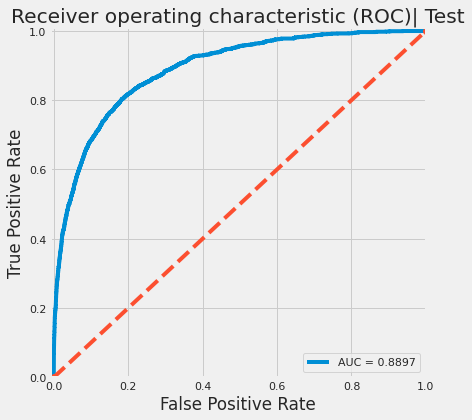 Receiver operating characteristic (ROC)| Test
1.0
0.8
0.6
0.4
0.2
0.0
True Positive Rate
0.0 0.2 0.4 0.6 0.8 1.0
False Positive Rate
AUC = 0.8897